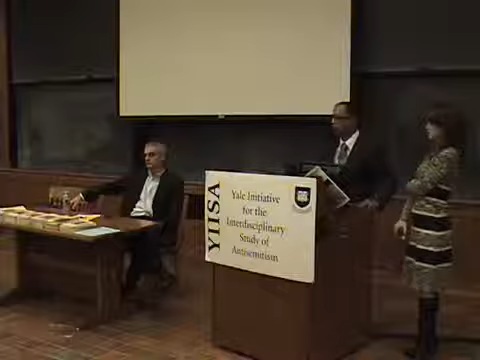 YIISA
Yale Initiative
for the
Interdisciplinary
Study of
Antisemitism